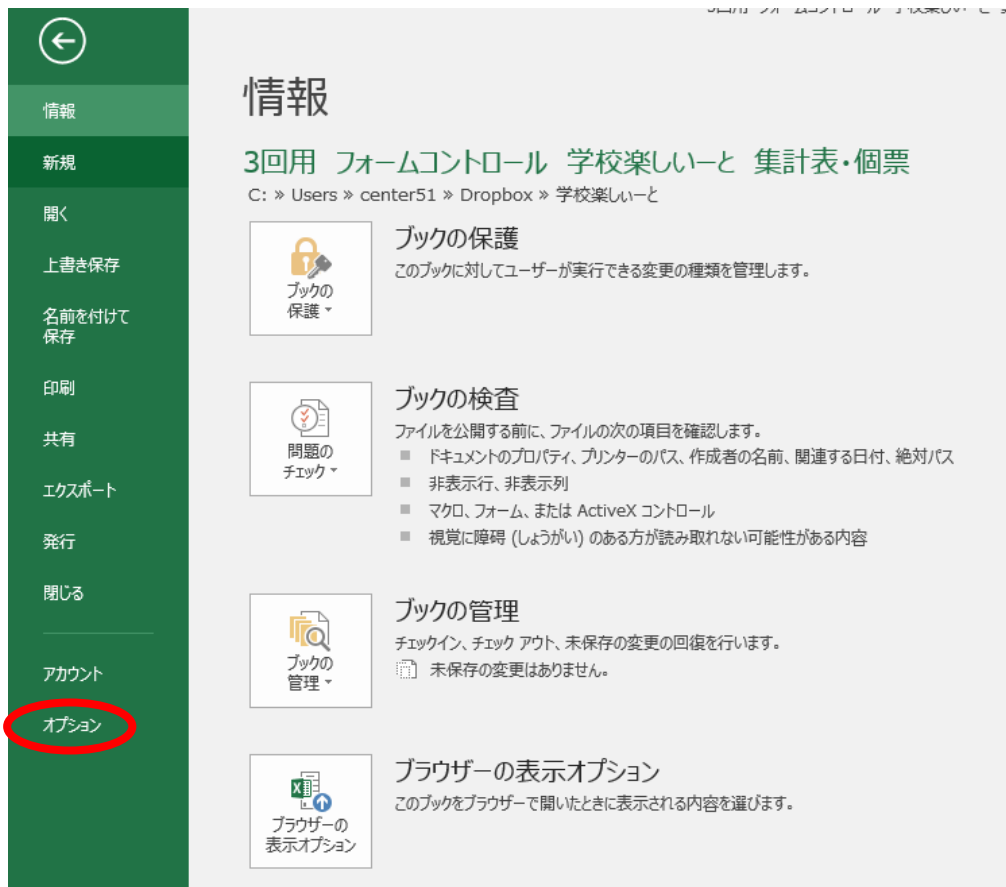 情報
新規
開く
上書き保存
名前を付けて
保存
印刷
共有
エクスポート
発行
閉じる
アカウント
オプション
情報
3回用 フォームコントロール 学校楽しぃーと 集計表・個票
C: » Users » center51 » Dropbox » 学校楽しぃーと
ブックの
保護
ブックの保護
このブックに対してユーザーが実行できる変更の種類を管理します。
問題の
チェック
ブックの検査
ファイルを公開する前に、ファイルの次の項目を確認します。
ドキュメントのプロパティ、プリンターのパス、作成者の名前、関連する日付、絶対パス
非表示行、非表示列
マクロ、フォーム、または ActiveX コントロール
視覚に障碍 (しょうがい) のある方が読み取れない可能性がある内容
ブックの
管理
ブックの管理
チェックイン、チェック アウト、未保存の変更の回復を行います。
未保存の変更はありません。
ブラウザーの
表示オプション
ブラウザーの表示オプション
このブックをブラウザーで開いたときに表示される内容を選びます。